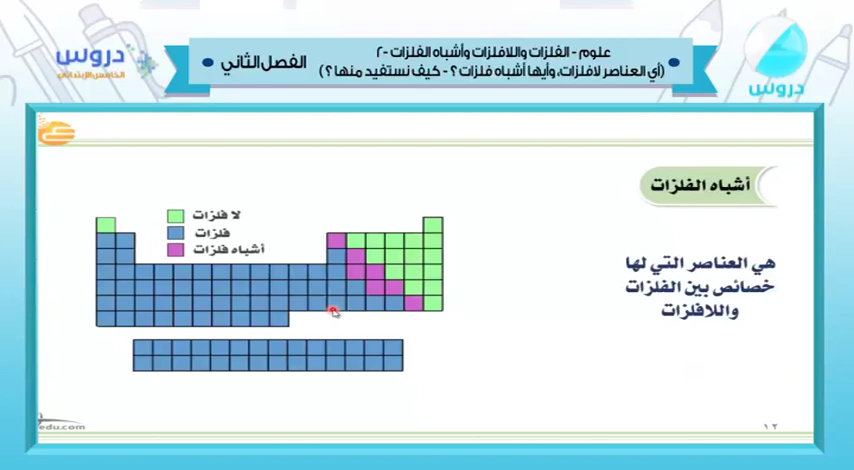 علوم - الفلزات واللافلزات وأشباه الفلزات -٢
(أي العناصر لافلزات، وأيها أشباه فلزات ؟ - كيف نستفيد منها ؟)
الفصل الثاني
دروس
الخامس الإبتدائي
دروس
أشباه الفلزات
هي العناصر التي لها
خصائص بين الفلزات
واللافلزات
لا فلزات
فلزات
أشباه فلزات
edu.com
١٢